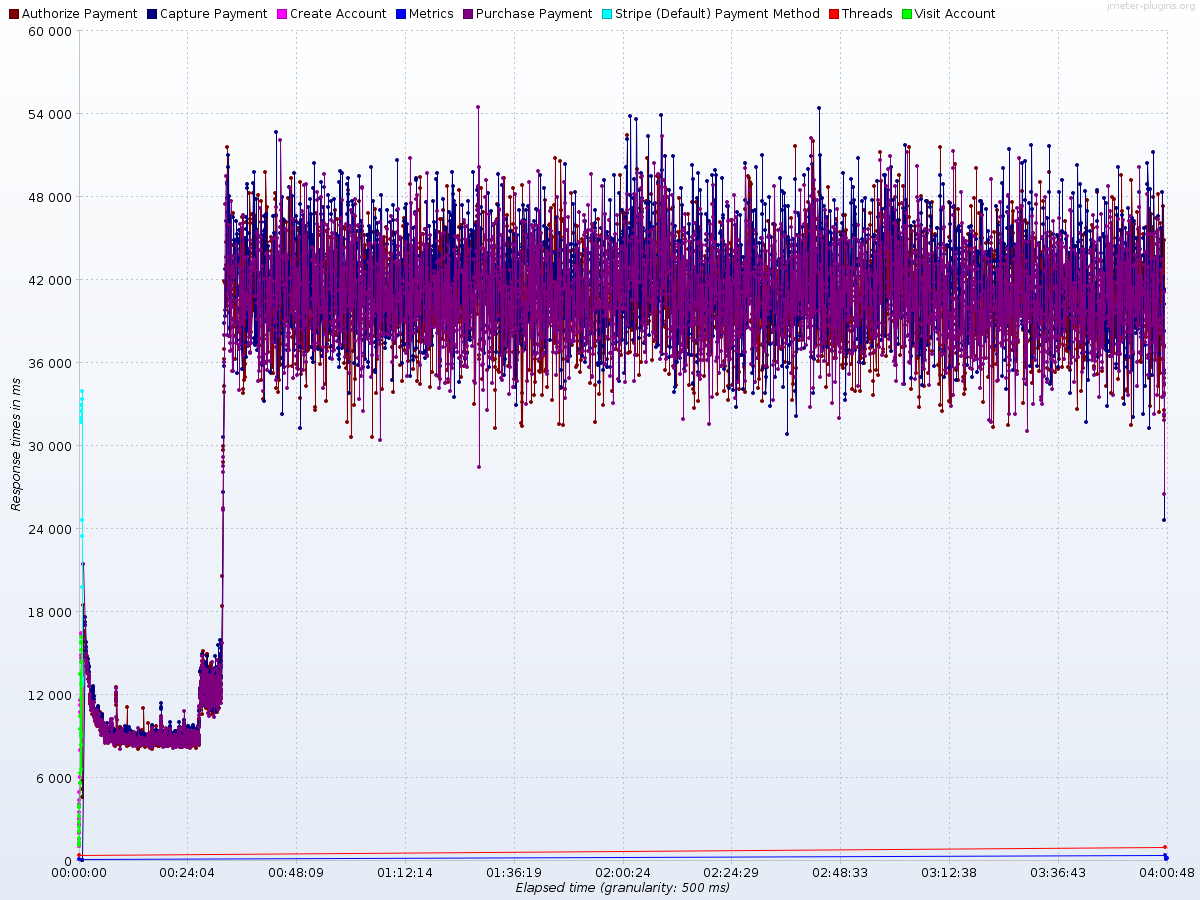 jmeter-plugins.org
Authorize Payment Capture Payment Create Account Metrics Purchase Payment Stripe (Default) Payment Method Threads Visit Account
60 000
54 000
48 000
42 000
36 000
30 000
24 000
18 000
12 000
6 000
0
Response times in ms
00:00:00 00:24:04 00:48:09 01:12:14 01:36:19 02:00:24 02:24:29 02:48:33 03:12:38 03:36:43 04:00:48
Elapsed time (granularity: 500 ms)